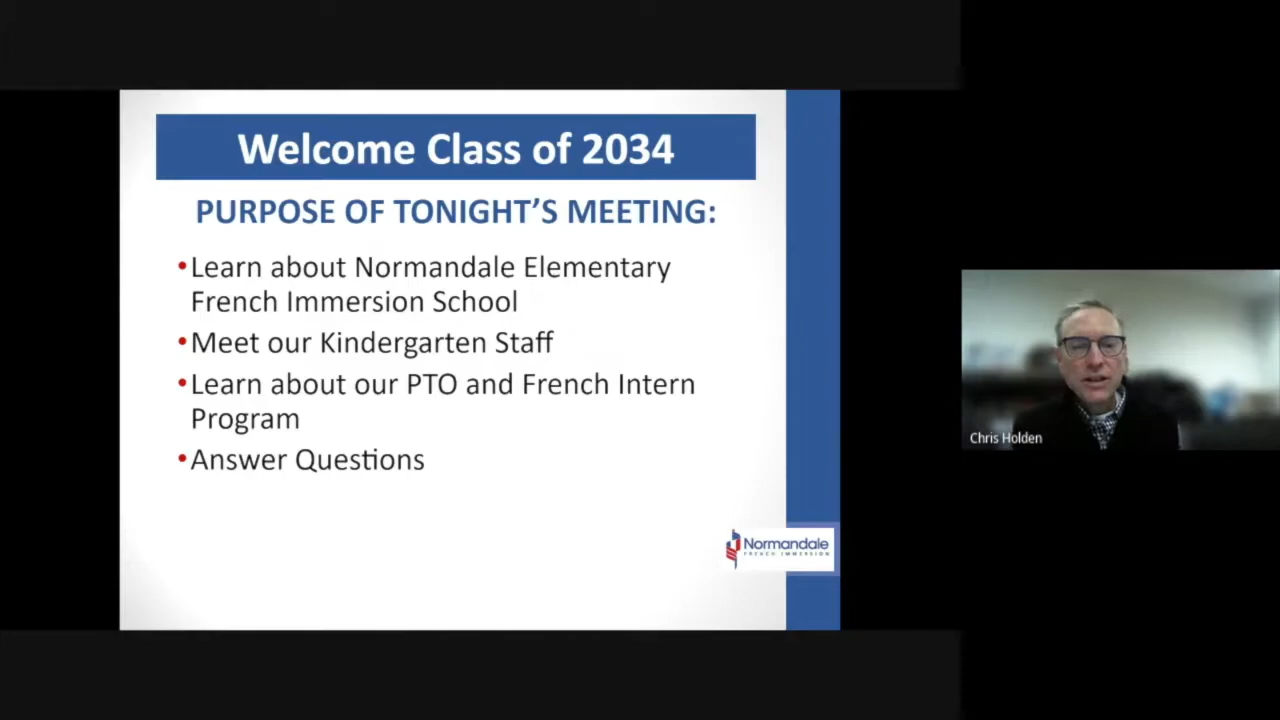 Welcome Class of 2034
PURPOSE OF TONIGHT’S MEETING:
•Learn about Normandale Elementary
French Immersion School
•Meet our Kindergarten Staff
•Learn about our PTO and French Intern
Program
•Answer Questions
Normandale
FRENCH IMMERSION
Chris Holden